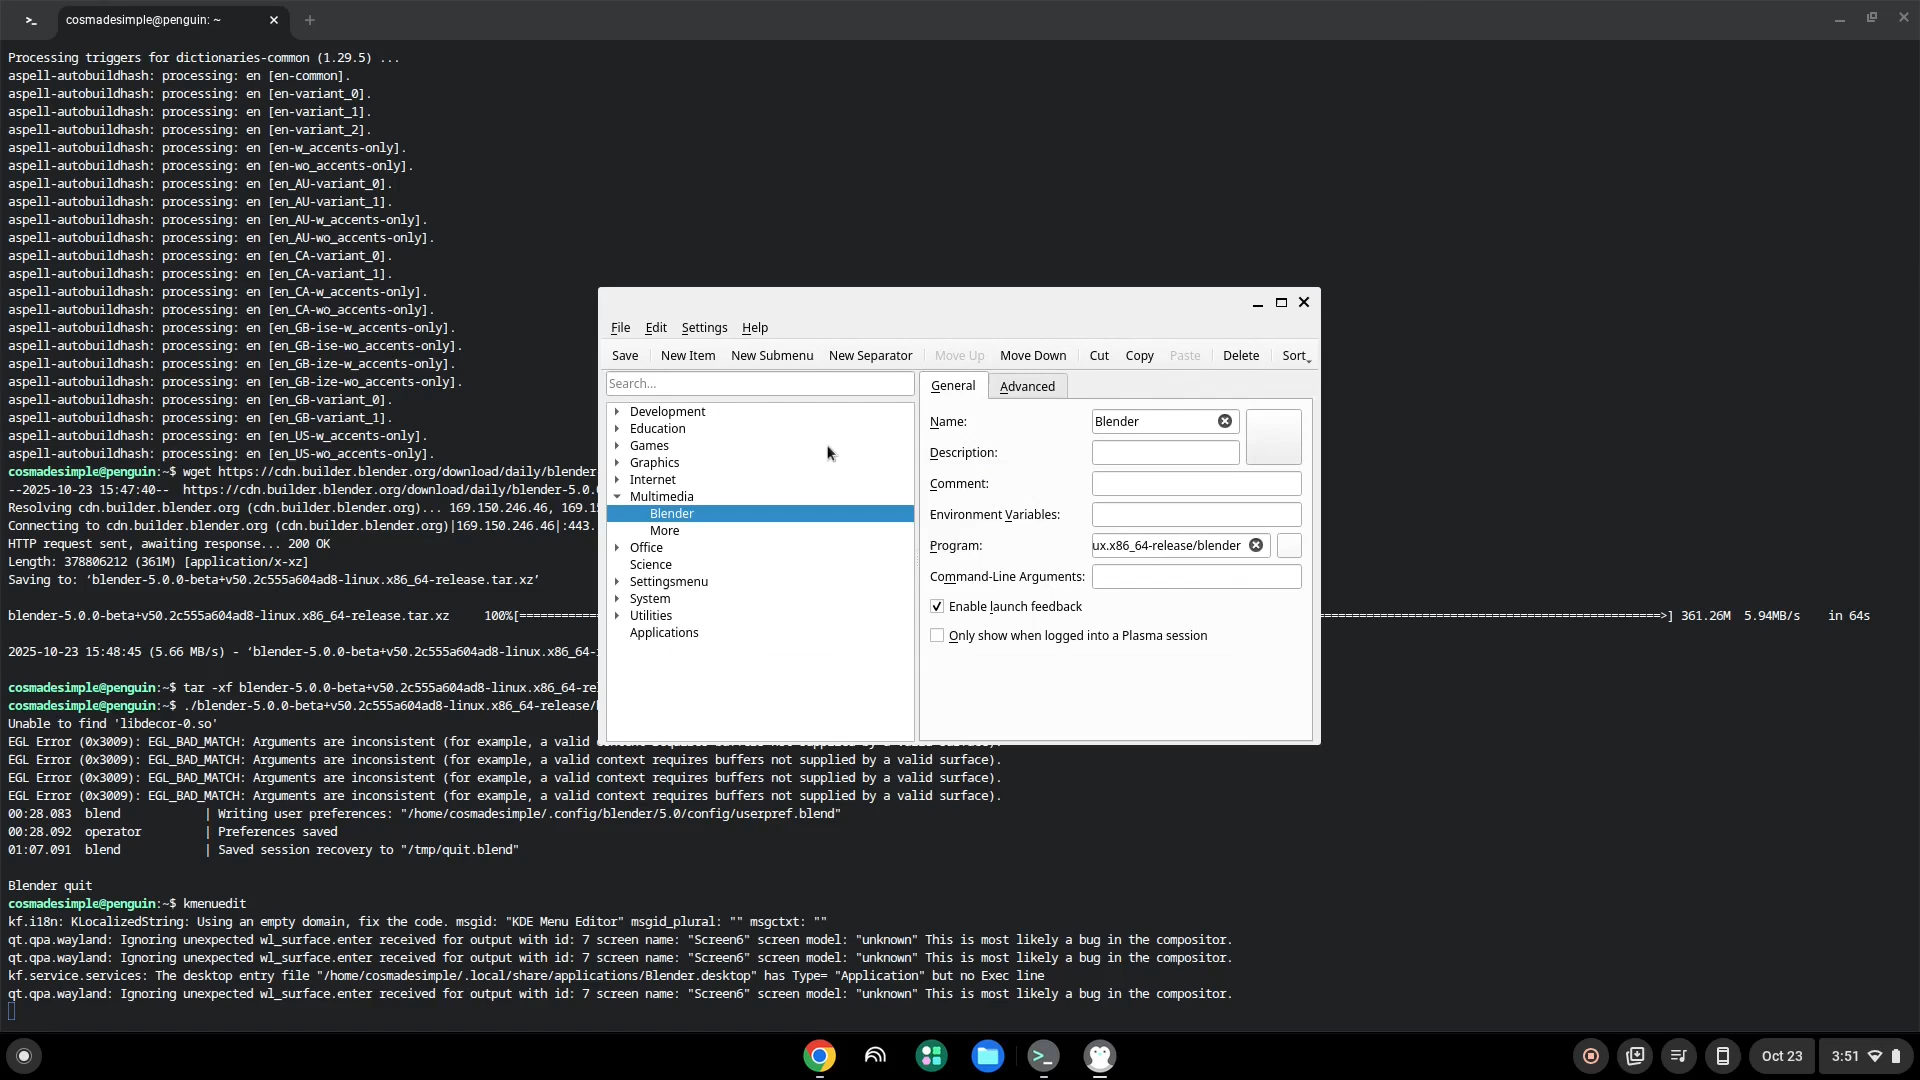 cosmadesimple@penguin: ~
Processing triggers for dictionaries-common (1.29.5) ...
aspell-autobuildhash: processing: en [en-common].
aspell-autobuildhash: processing: en [en-variant_0].
aspell-autobuildhash: processing: en [en-variant_1].
aspell-autobuildhash: processing: en [en-variant_2].
aspell-autobuildhash: processing: en [en-w_accents-only].
aspell-autobuildhash: processing: en [en-wo_accents-only].
aspell-autobuildhash: processing: en [en_AU-variant_0].
aspell-autobuildhash: processing: en [en_AU-variant_1].
aspell-autobuildhash: processing: en [en_AU-w_accents-only].
aspell-autobuildhash: processing: en [en_AU-wo_accents-only].
aspell-autobuildhash: processing: en [en_CA-variant_0].
aspell-autobuildhash: processing: en [en_CA-variant_1].
aspell-autobuildhash: processing: en [en_CA-w_accents-only].
aspell-autobuildhash: processing: en [en_CA-wo_accents-only].
aspell-autobuildhash: processing: en [en_GB-ise-w_accents-only].
aspell-autobuildhash: processing: en [en_GB-ise-wo_accents-only].
aspell-autobuildhash: processing: en [en_GB-ize-w_accents-only].
aspell-autobuildhash: processing: en [en_GB-ize-wo_accents-only].
aspell-autobuildhash: processing: en [en_GB-variant_0].
aspell-autobuildhash: processing: en [en_GB-variant_1].
aspell-autobuildhash: processing: en [en_US-w_accents-only].
aspell-autobuildhash: processing: en [en_US-wo_accents-only].
cosmadesimple@penguin:~$ wget https://cdn.builder.blender.org/download/daily/blender
--2025-10-23 15:47:40-- https://cdn.builder.blender.org/download/daily/blender-5.0.
Resolving cdn.builder.blender.org (cdn.builder.blender.org)... 169.150.246.46, 169.15
Connecting to cdn.builder.blender.org (cdn.builder.blender.org)|169.150.246.46|:443.
HTTP request sent, awaiting response... 200 OK
Length: 378806212 (361M) [application/x-xz]
Saving to: ‘blender-5.0.0-beta+v50.2c555a604ad8-linux.x86_64-release.tar.xz’
blender-5.0.0-beta+v50.2c555a604ad8-linux.x86_64-release.tar.xz 100%[===========>] 361.26M 5.94MB/s in 64s
2025-10-23 15:48:45 (5.66 MB/s) - ‘blender-5.0.0-beta+v50.2c555a604ad8-linux.x86_64-
cosmadesimple@penguin:~$ tar -xf blender-5.0.0-beta+v50.2c555a604ad8-linux.x86_64-re
cosmadesimple@penguin:~$ ./blender-5.0.0-beta+v50.2c555a604ad8-linux.x86_64-release/
Unable to find 'libdecor-0.so'
EGL Error (0x3009): EGL_BAD_MATCH: Arguments are inconsistent (for example, a valid context requires buffers not supplied by a valid surface).
EGL Error (0x3009): EGL_BAD_MATCH: Arguments are inconsistent (for example, a valid context requires buffers not supplied by a valid surface).
EGL Error (0x3009): EGL_BAD_MATCH: Arguments are inconsistent (for example, a valid context requires buffers not supplied by a valid surface).
EGL Error (0x3009): EGL_BAD_MATCH: Arguments are inconsistent (for example, a valid context requires buffers not supplied by a valid surface).
00:28.083 blend | Writing user preferences: "/home/cosmadesimple/.config/blender/5.0/config/userpref.blend"
00:28.092 operator | Preferences saved
01:07.091 blend | Saved session recovery to "/tmp/quit.blend"
Blender quit
cosmadesimple@penguin:~$ kmenuedit
kf.i18n: KLocalizedString: Using an empty domain, fix the code. msgid: "KDE Menu Editor" msgid_plural: "" msgctxt: ""
qt.qpa.wayland: Ignoring unexpected wl_surface.enter received for output with id: 7 screen name: "Screen6" screen model: "unknown" This is most likely a bug in the compositor.
qt.qpa.wayland: Ignoring unexpected wl_surface.enter received for output with id: 7 screen name: "Screen6" screen model: "unknown" This is most likely a bug in the compositor.
kf.service.services: The desktop entry file "/home/cosmadesimple/.local/share/applications/Blender.desktop" has Type= "Application" but no Exec line
qt.qpa.wayland: Ignoring unexpected wl_surface.enter received for output with id: 7 screen name: "Screen6" screen model: "unknown" This is most likely a bug in the compositor.
File Edit Settings Help
Save New Item New Submenu New Separator Move Up Move Down Cut Copy Paste Delete Sort
Search...
Development
Education
Games
Graphics
Internet
Multimedia
Blender
More
Office
Science
Settingsmenu
System
Utilities
Applications
General Advanced
Name: Blender
Description:
Comment:
Environment Variables:
Program: ux.x86_64-release/blender
Command-Line Arguments:
Enable launch feedback
Only show when logged into a Plasma session
Oct 23 3:51